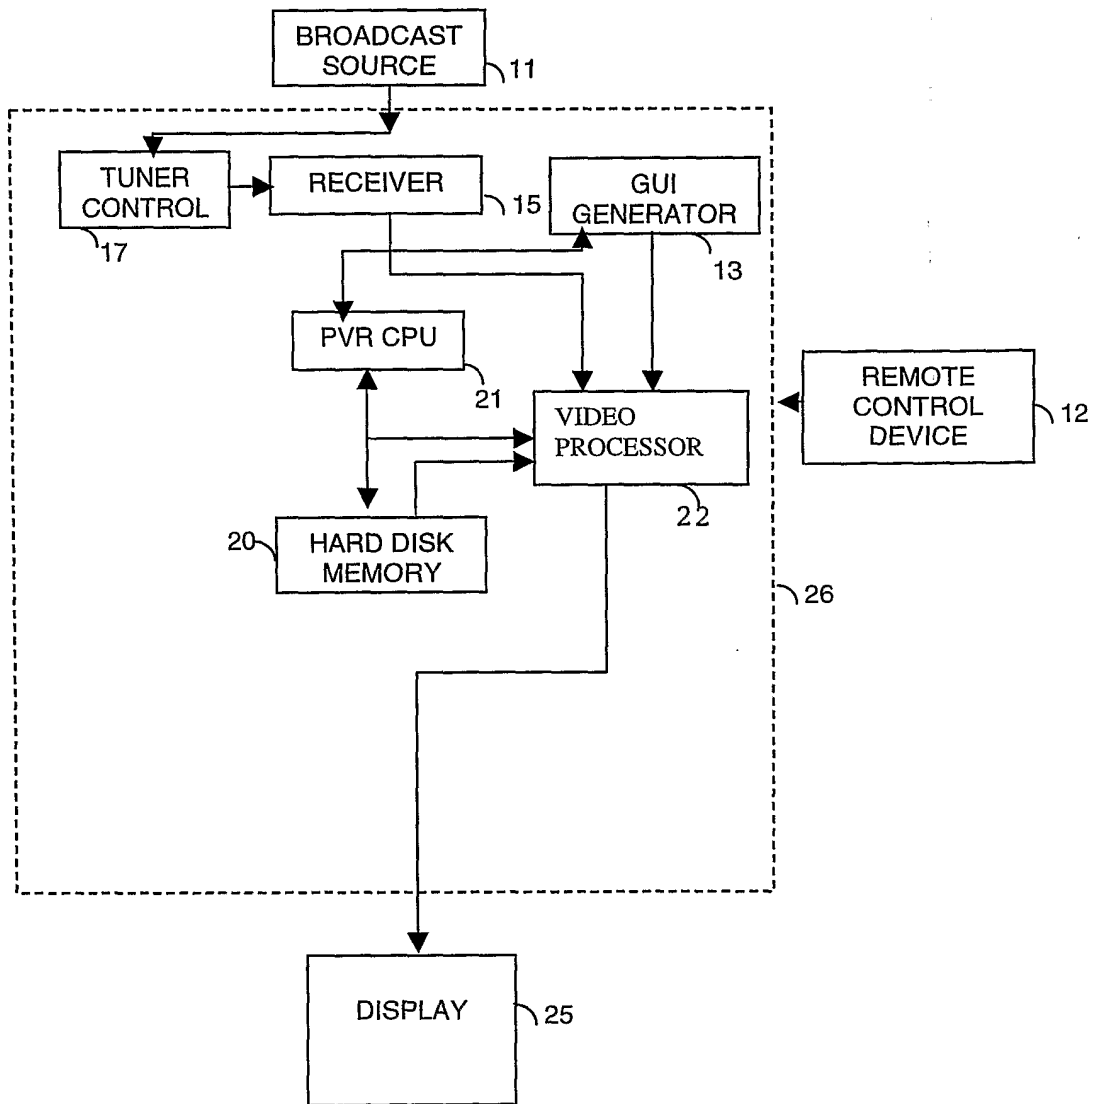 BROADCAST
SOURCE
11
TUNER
CONTROL
17
RECEIVER
15
GUI
GENERATOR
13
PVR CPU
21
REMOTE
CONTROL
DEVICE
12
VIDEO
PROCESSOR
22
20
HARD DISK
MEMORY
26
DISPLAY
25